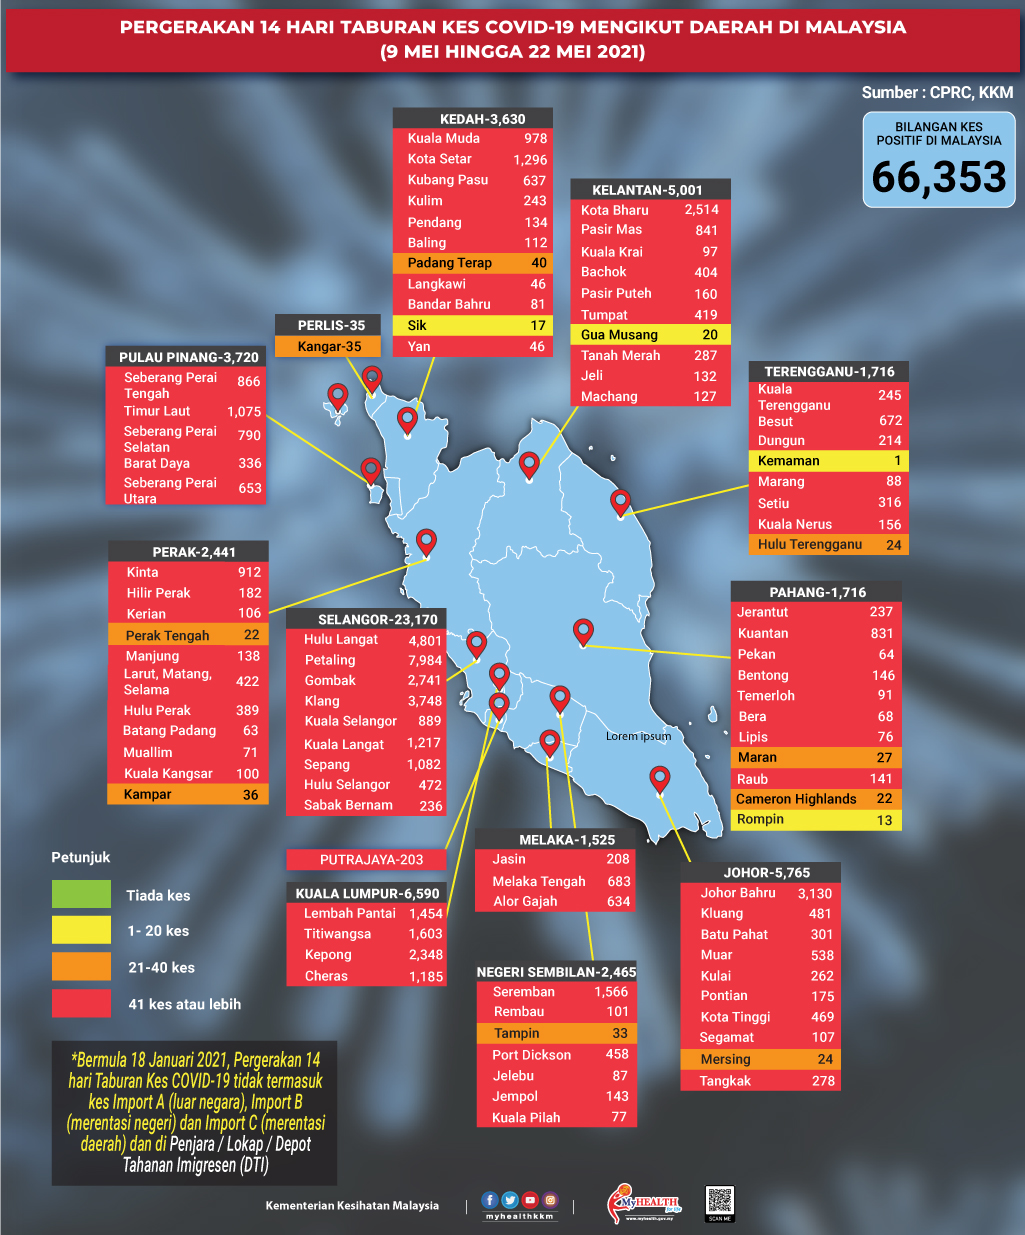 PERGERAKAN 14 HARI TABURAN KES COVID-19 MENGIKUT DAERAH DI MALAYSIA
(9 MEI HINGGA 22 MEI 2021)
Sumber : CPRC, KKM
BILANGAN KES
POSITIF DI MALAYSIA
66,353
KEDAH-3,630
Kuala Muda 978
Kota Setar 1,296
Kubang Pasu 637
Kulim 243
Pendang 134
Baling 112
Padang Terap 40
Langkawi 46
Bandar Bahru 81
Sik 17
Yan 46
KELANTAN-5,001
Kota Bharu 2,514
Pasir Mas 841
Kuala Krai 97
Bachok 404
Pasir Puteh 160
Tumpat 419
Gua Musang 20
Tanah Merah 287
Jeli 132
Machang 127
PERLIS-35
Kangar-35
PULAU PINANG-3,720
Seberang Perai
Tengah 866
Timur Laut 1,075
Seberang Perai
Selatan 790
Barat Daya 336
Seberang Perai
Utara 653
TERENGGANU-1,716
Kuala
Terengganu 245
Besut 672
Dungun 214
Kemaman 1
Marang 88
Setiu 316
Kuala Nerus 156
Hulu Terengganu 24
PERAK-2,441
Kinta 912
Hilir Perak 182
Kerian 106
Perak Tengah 22
Manjung 138
Larut, Matang,
Selama 422
Hulu Perak 389
Batang Padang 63
Muallim 71
Kuala Kangsar 100
Kampar 36
SELANGOR-23,170
Hulu Langat 4,801
Petaling 7,984
Gombak 2,741
Klang 3,748
Kuala Selangor 889
Kuala Langat 1,217
Sepang 1,082
Hulu Selangor 472
Sabak Bernam 236
PAHANG-1,716
Jerantut 237
Kuantan 831
Pekan 64
Bentong 146
Temerloh 91
Bera 68
Lipis 76
Maran 27
Raub 141
Cameron Highlands 22
Rompin 13
Lorem ipsum
PUTRAJAYA-203
KUALA LUMPUR-6,590
Lembah Pantai 1,454
Titiwangsa 1,603
Kepong 2,348
Cheras 1,185
MELAKA-1,525
Jasin 208
Melaka Tengah 683
Alor Gajah 634
NEGERI SEMBILAN-2,465
Seremban 1,566
Rembau 101
Tampin 33
Port Dickson 458
Jelebu 87
Jempol 143
Kuala Pilah 77
JOHOR-5,765
Johor Bahru 3,130
Kluang 481
Batu Pahat 301
Muar 538
Kulai 262
Pontian 175
Kota Tinggi 469
Segamat 107
Mersing 24
Tangkak 278
Petunjuk
Tiada kes
1- 20 kes
21-40 kes
41 kes atau lebih
*Bermula 18 Januari 2021, Pergerakan 14
hari Taburan Kes COVID-19 tidak termasuk
kes Import A (luar negara), Import B
(merentasi negeri) dan Import C (merentasi
daerah) dan di Penjara / Lokap / Depot
Tahanan Imigresen (DTI)
Kementerian Kesihatan Malaysia
myhealthkkm
MyHEALTH
for life
www.myhealth.gov.my
SCAN ME